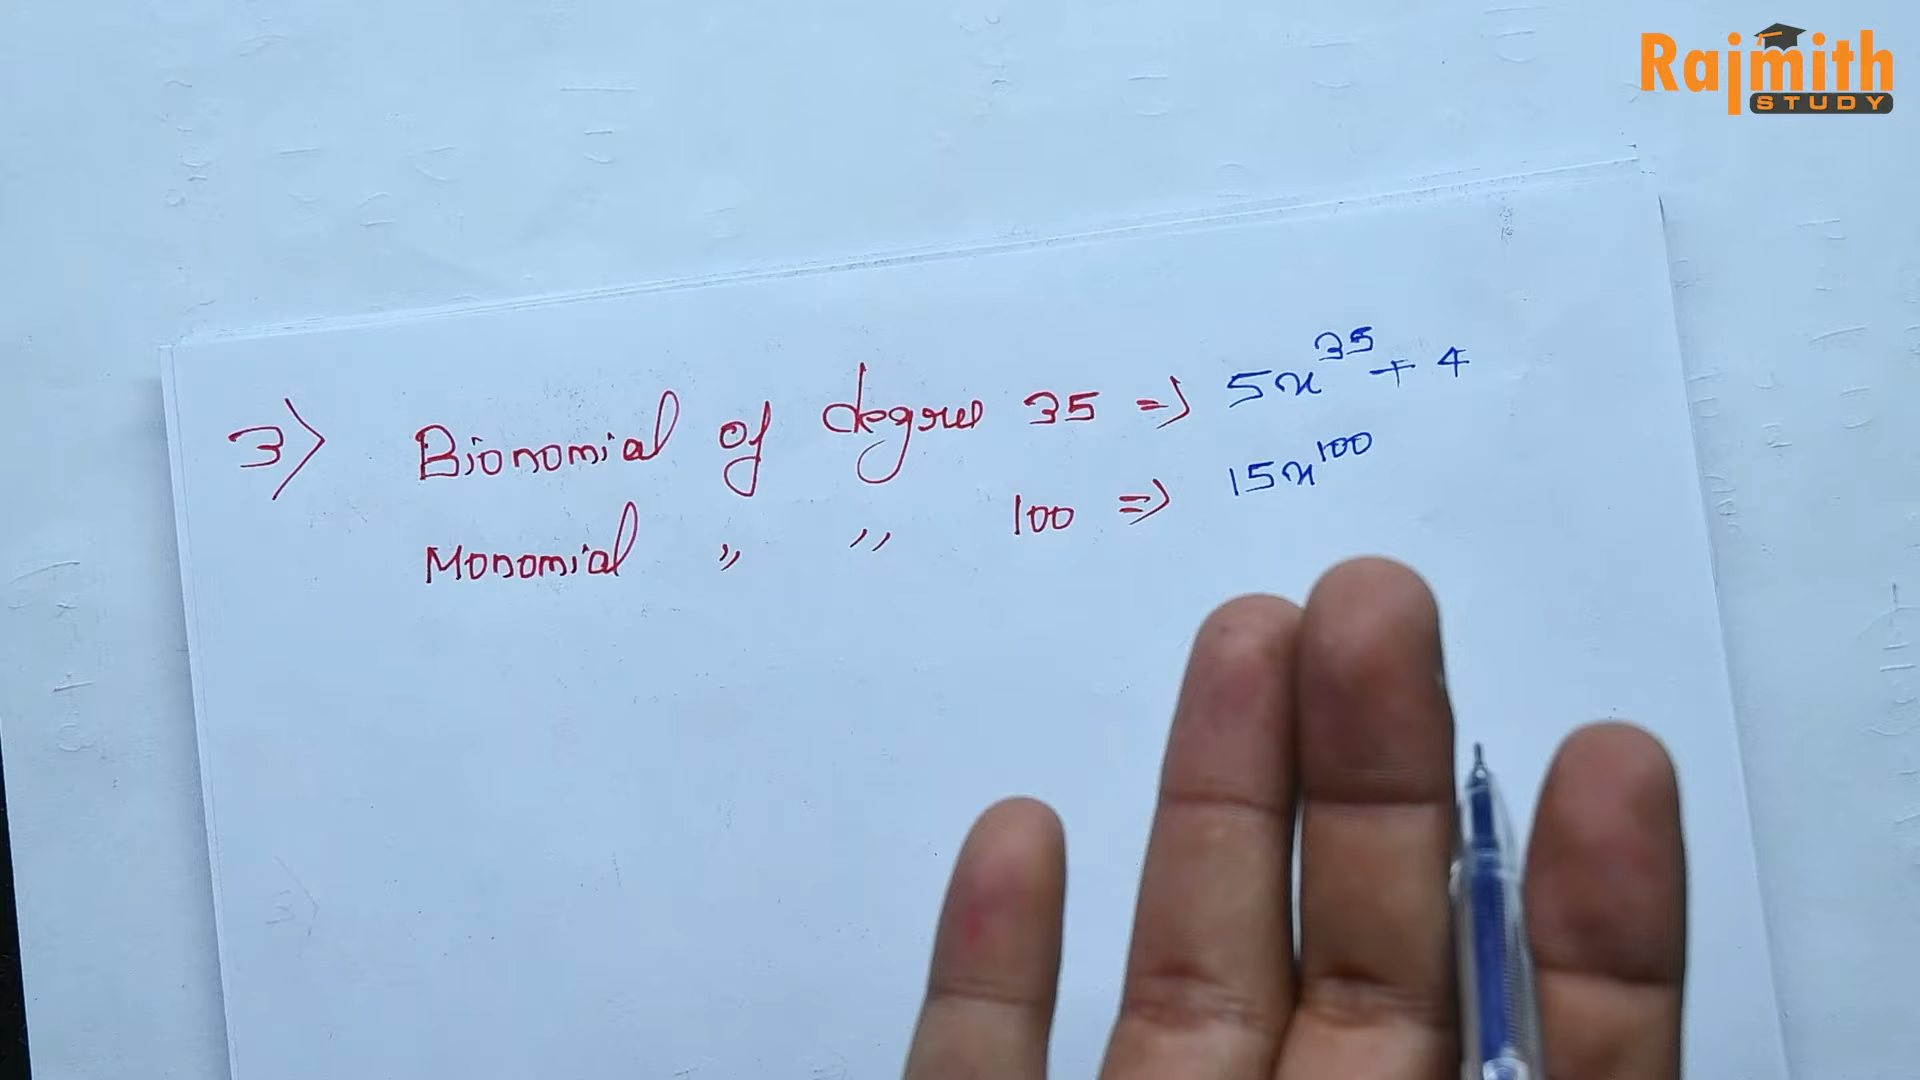 Rajmith
STUDY
3) Bionomial of degree 35 => 5x^35 + 4
Monomial " " 100 => 15x^100